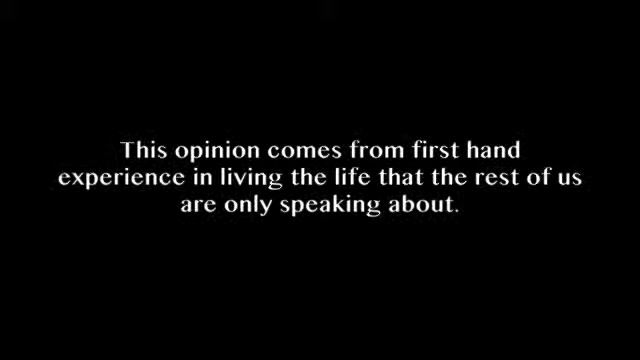 This opinion comes from first hand
experience in living the life that the rest of us
are only speaking about.